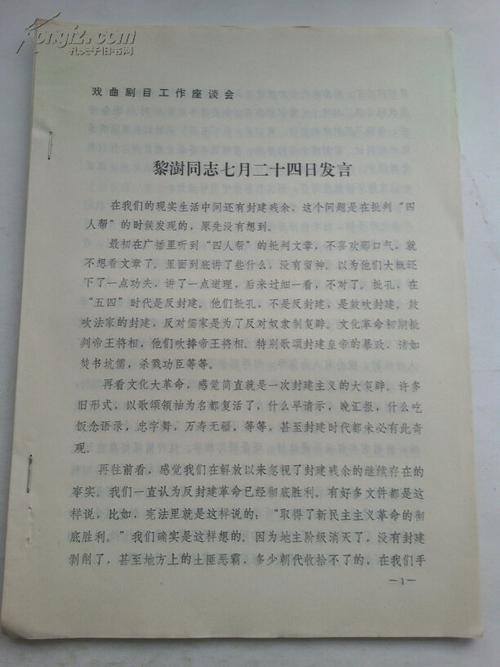 kongfz.com
孔夫子旧书网
戏曲剧目工作座谈会
黎澍同志七月二十四日发言
在我们的现实生活中间还有封建残余，这个问题是在批判“四
人帮”的时候发现的，原先没有想到。
最初在广播里听到“四人帮”的批判文章，不喜欢那口气，就
不想看文章了。里面到底讲了些什么，没有留神。以为他们大概还
下了一点功夫，讲了一点道理，后来过细一看，不对了。批孔，在
“五四”时代是反封建。他们批孔，不是反封建，是鼓吹封建。鼓
吹法家的封建，反对儒家是为了反对奴隶制复辟。文化革命初期批
判帝王将相，他们吹捧帝王将相，特别歌颂封建皇帝的暴政，诸如
焚书坑儒，杀戮功臣等等。
再看文化大革命，感觉简直就是一次封建主义的大复辟。许多
旧形式，以歌颂领袖为名都复活了，什么早请示，晚汇报，什么吃
饭念语录，忠字舞，万寿无疆，等等，甚至封建时代都未必有此奇
观。
再往前看，感觉我们在解放以来忽视了封建残余的继续存在的
事实。我们一直认为反封建革命已经彻底胜利。有好多文件都是这
样说，比如，宪法里就是这样说的：“取得了新民主主义革命的彻
底胜利。”我们确实是这样想的。因为地主阶级消灭了，没有封建
剥削了，甚至地方上的土匪恶霸，多少朝代收拾不了的，在我们手
—1—